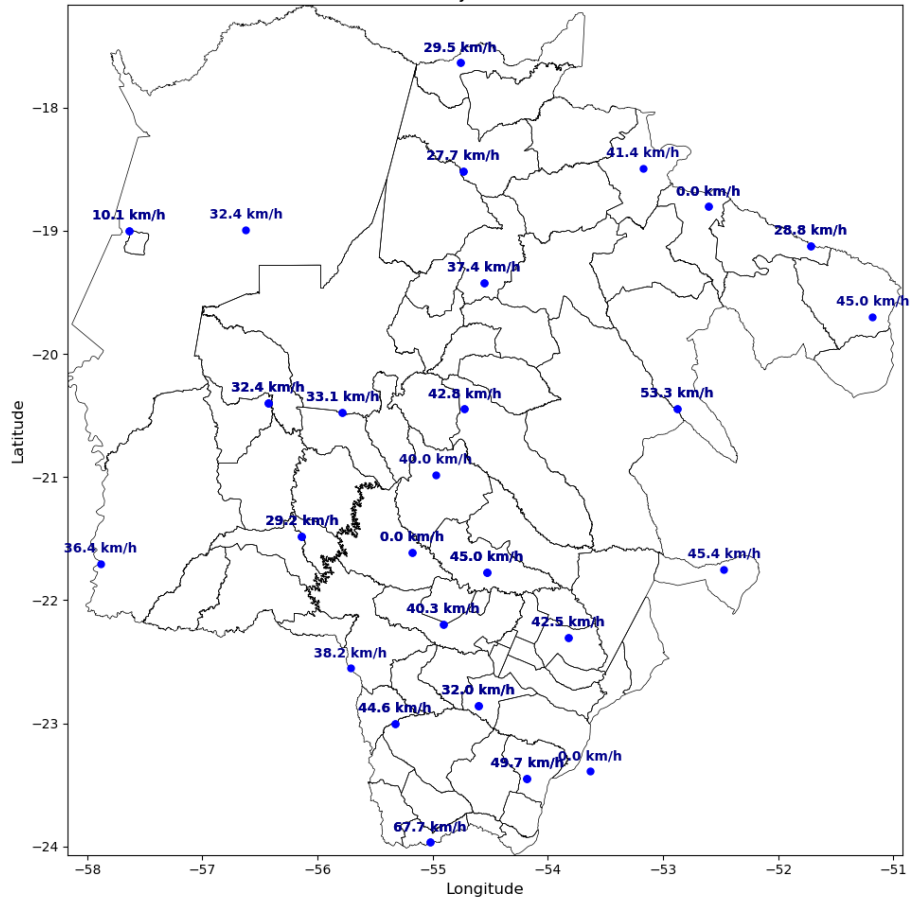 29.5 km/h
−18
27.7 km/h
41.4 km/h
0.0 km/h
10.1 km/h
32.4 km/h
28.8 km/h
−19
37.4 km/h
45.0 km/h
−20
32.4 km/h
33.1 km/h
42.8 km/h
53.3 km/h
Latitude
40.0 km/h
−21
29.2 km/h
0.0 km/h
36.4 km/h
45.0 km/h
45.4 km/h
−22
40.3 km/h
42.5 km/h
38.2 km/h
32.0 km/h
44.6 km/h
−23
49.7 km/h
0.0 km/h
67.7 km/h
−24
−58 −57 −56 −55 −54 −53 −52 −51
Longitude